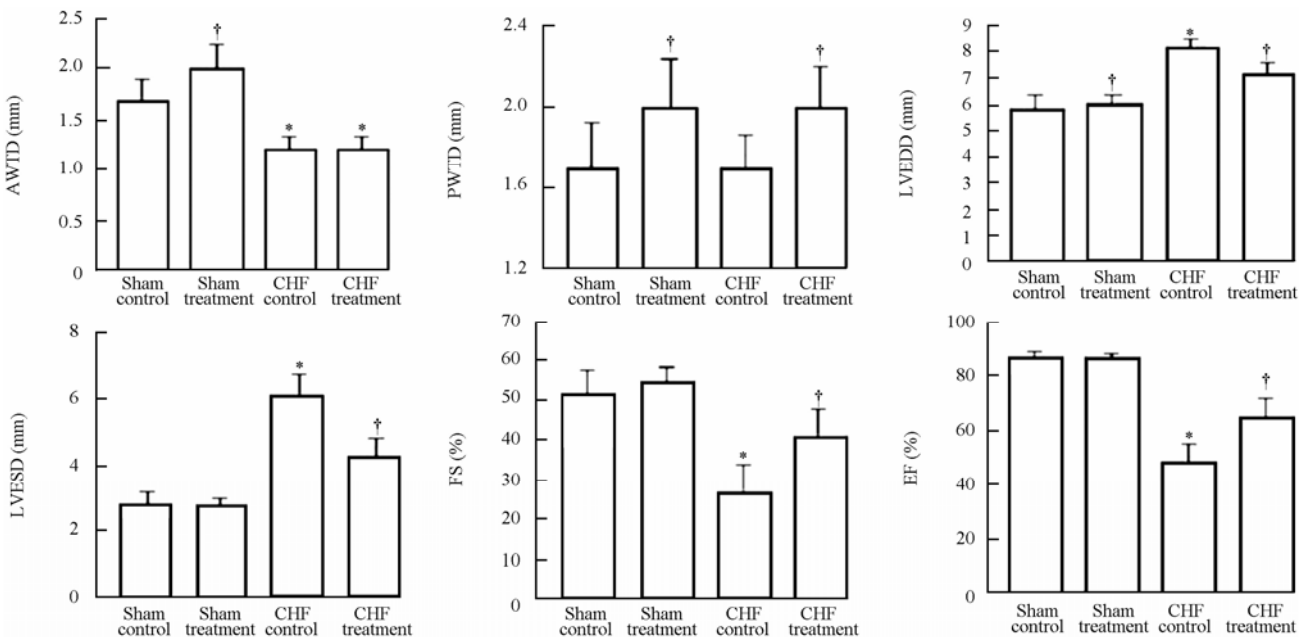 AWTD (mm)
2.5
2.0
1.5
1.0
0.5
0
†
*
*
Sham
control
Sham
treatment
CHF
control
CHF
treatment
PWTD (mm)
2.4
2.0
1.6
1.2
†
†
Sham
control
Sham
treatment
CHF
control
CHF
treatment
LVEDD (mm)
9
8
7
6
5
4
3
2
1
0
†
*
†
Sham
control
Sham
treatment
CHF
control
CHF
treatment
LVESD (mm)
8
6
4
2
0
*
†
Sham
control
Sham
treatment
CHF
control
CHF
treatment
FS (%)
70
60
50
40
30
20
10
0
*
†
Sham
control
Sham
treatment
CHF
control
CHF
treatment
EF (%)
100
80
60
40
20
0
*
†
Sham
control
Sham
treatment
CHF
control
CHF
treatment